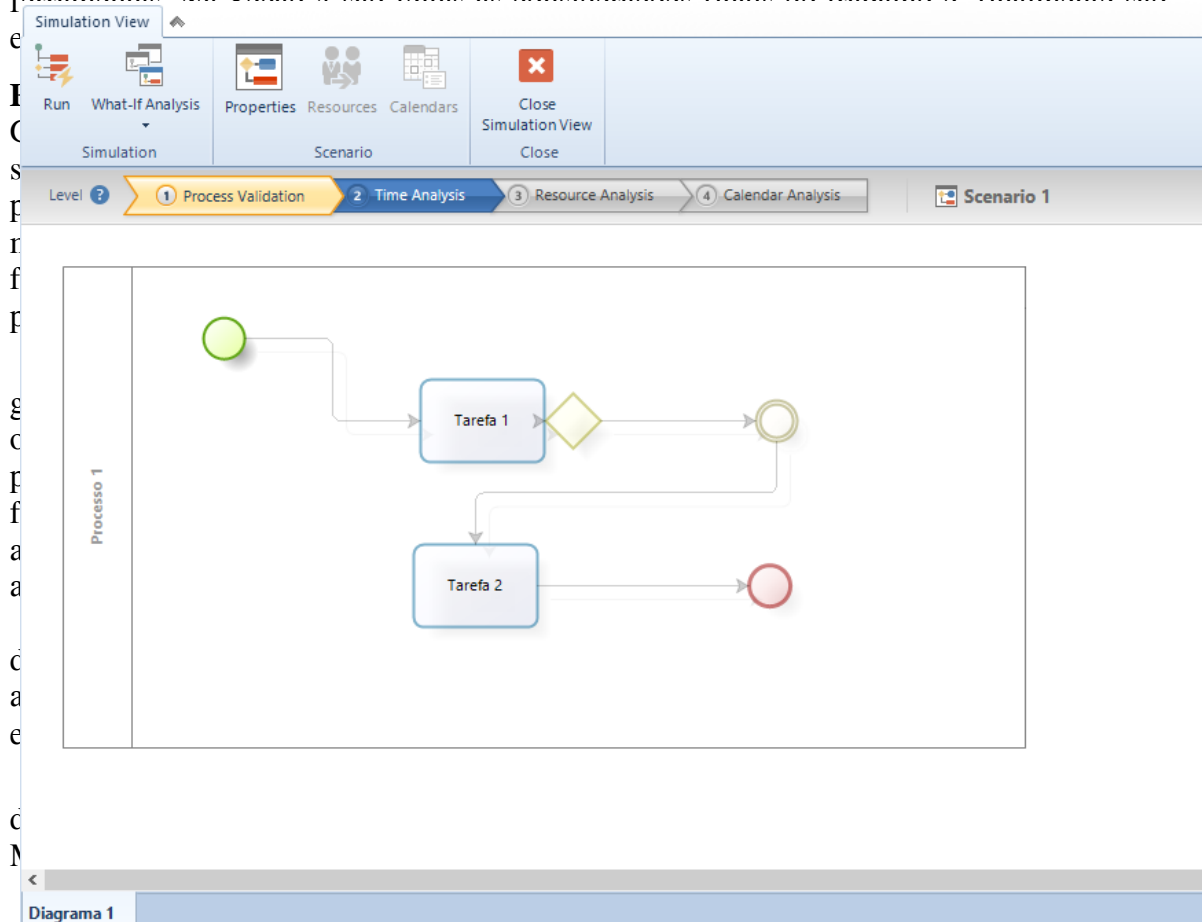 Simulation View
Run
What-If Analysis
Properties
Resources
Calendars
Close
Simulation View
Simulation
Scenario
Close
Level ? 1 Process Validation 2 Time Analysis 3 Resource Analysis 4 Calendar Analysis Scenario 1
Processo 1
Tarefa 1
Tarefa 2
Diagrama 1